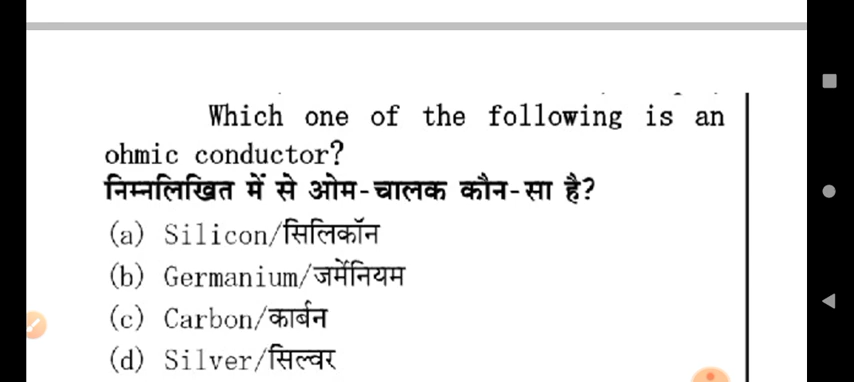 Which one of the following is an
ohmic conductor?
निम्नलिखित में से ओम-चालक कौन-सा है?
(a) Silicon/सिलिकॉन
(b) Germanium/जर्मेनियम
(c) Carbon/कार्बन
(d) Silver/सिल्वर